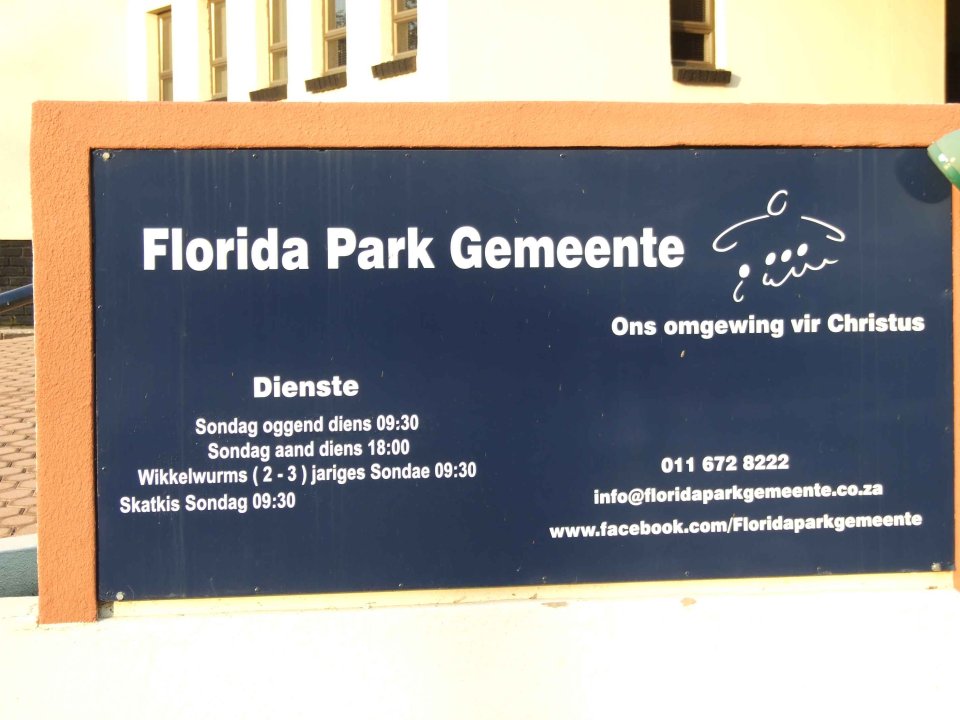 Florida Park Gemeente
Ons omgewing vir Christus
Dienste
Sondag oggend diens 09:30
Sondag aand diens 18:00
Wikkelwurms ( 2 - 3 ) jariges Sondae 09:30
Skatkis Sondag 09:30
011 672 8222
info@floridaparkgemeente.co.za
www.facebook.com/Floridaparkgemeente